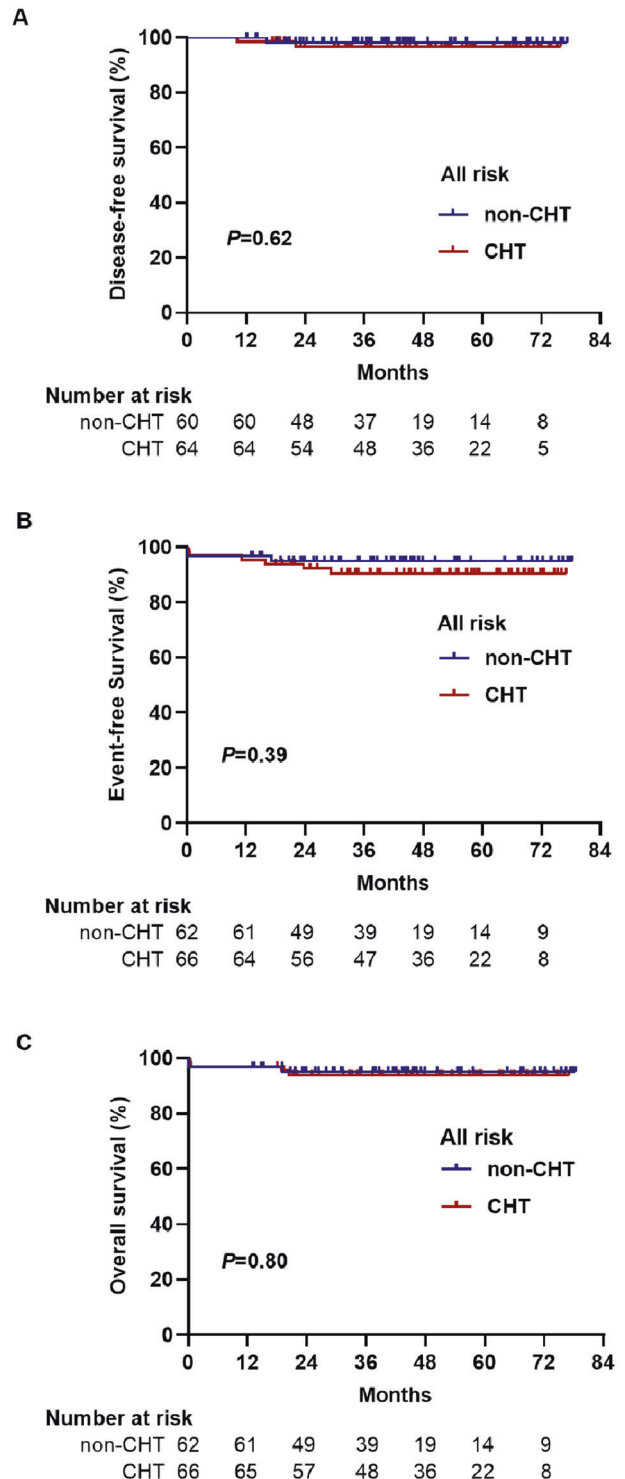 A
Disease-free survival (%)
100
80
60
40
20
0
All risk
non-CHT
CHT
P=0.62
0 12 24 36 48 60 72 84
Months
Number at risk
non-CHT 60 60 48 37 19 14 8
CHT 64 64 54 48 36 22 5
B
Event-free Survival (%)
100
80
60
40
20
0
All risk
non-CHT
CHT
P=0.39
0 12 24 36 48 60 72 84
Months
Number at risk
non-CHT 62 61 49 39 19 14 9
CHT 66 64 56 47 36 22 8
C
Overall survival (%)
100
80
60
40
20
0
All risk
non-CHT
CHT
P=0.80
0 12 24 36 48 60 72 84
Months
Number at risk
non-CHT 62 61 49 39 19 14 9
CHT 66 65 57 48 36 22 8